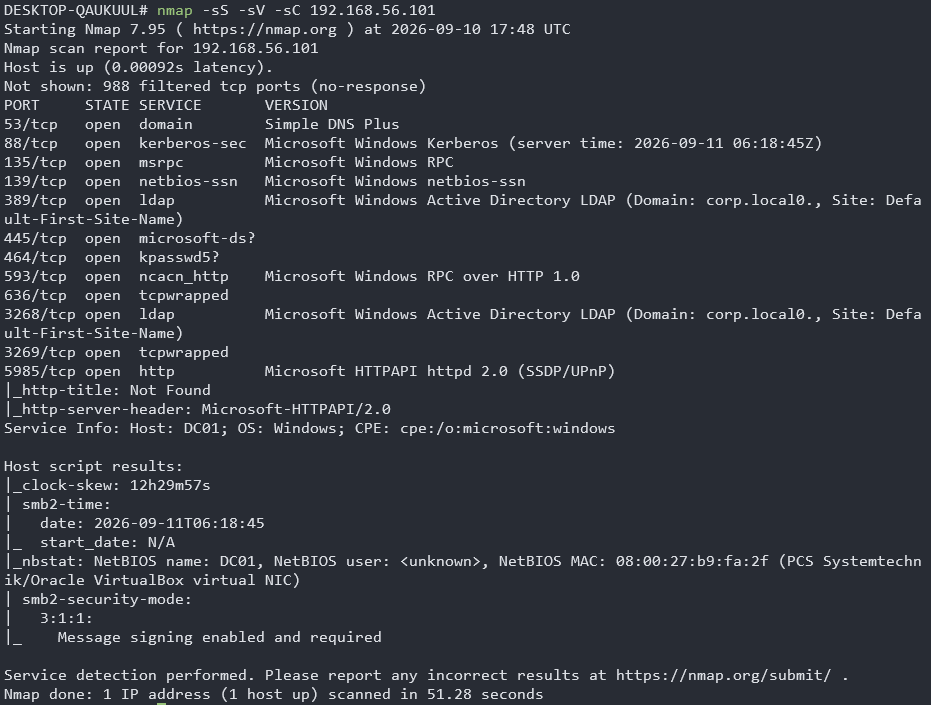 DESKTOP-QAUKUUL# nmap -sS -sV -sC 192.168.56.101
Starting Nmap 7.95 ( https://nmap.org ) at 2026-09-10 17:48 UTC
Nmap scan report for 192.168.56.101
Host is up (0.00092s latency).
Not shown: 988 filtered tcp ports (no-response)
PORT     STATE SERVICE       VERSION
53/tcp   open  domain        Simple DNS Plus
88/tcp   open  kerberos-sec  Microsoft Windows Kerberos (server time: 2026-09-11 06:18:45Z)
135/tcp  open  msrpc         Microsoft Windows RPC
139/tcp  open  netbios-ssn   Microsoft Windows netbios-ssn
389/tcp  open  ldap          Microsoft Windows Active Directory LDAP (Domain: corp.local0., Site: Defa
ult-First-Site-Name)
445/tcp  open  microsoft-ds?
464/tcp  open  kpasswd5?
593/tcp  open  ncacn_http    Microsoft Windows RPC over HTTP 1.0
636/tcp  open  tcpwrapped
3268/tcp open  ldap          Microsoft Windows Active Directory LDAP (Domain: corp.local0., Site: Defa
ult-First-Site-Name)
3269/tcp open  tcpwrapped
5985/tcp open  http          Microsoft HTTPAPI httpd 2.0 (SSDP/UPnP)
|_http-title: Not Found
|_http-server-header: Microsoft-HTTPAPI/2.0
Service Info: Host: DC01; OS: Windows; CPE: cpe:/o:microsoft:windows

Host script results:
|_clock-skew: 12h29m57s
| smb2-time:
|   date: 2026-09-11T06:18:45
|_  start_date: N/A
|_nbstat: NetBIOS name: DC01, NetBIOS user: <unknown>, NetBIOS MAC: 08:00:27:b9:fa:2f (PCS Systemtechn
ik/Oracle VirtualBox virtual NIC)
| smb2-security-mode:
|   3:1:1:
|_    Message signing enabled and required

Service detection performed. Please report any incorrect results at https://nmap.org/submit/ .
Nmap done: 1 IP address (1 host up) scanned in 51.28 seconds